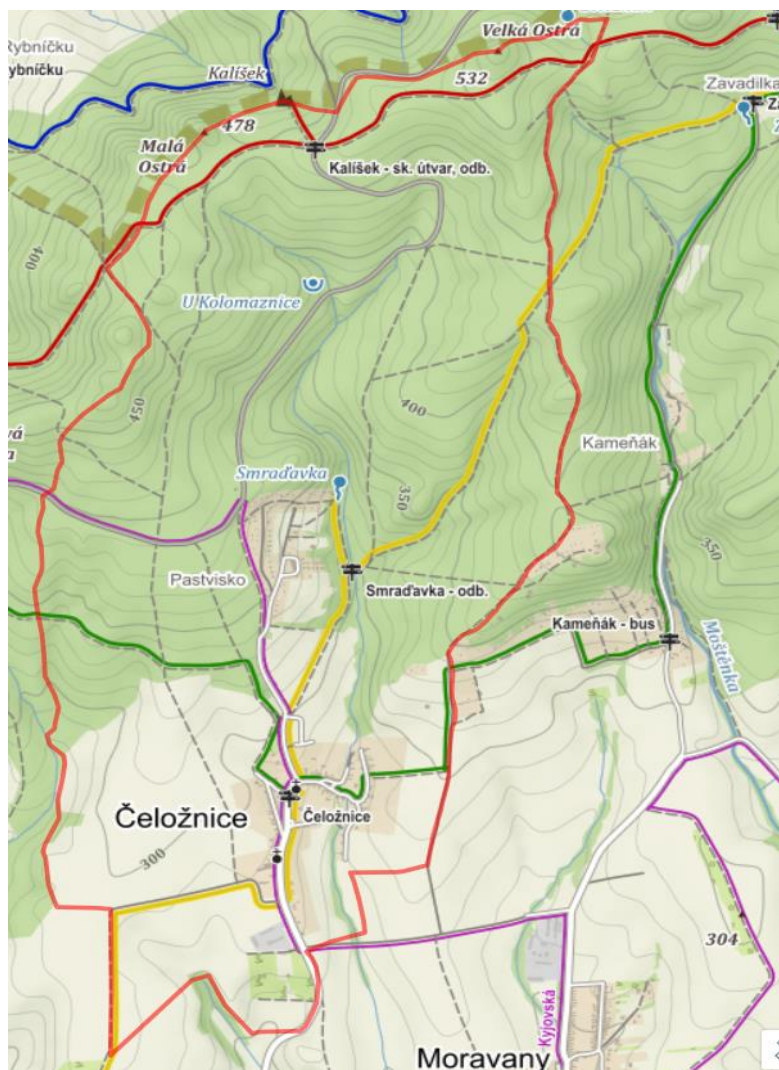 Rybníčku
Velká Ostrá
Kalíšek
532
Zavadilka
478
Malá
Ostrá
Kalíšek - sk. útvar, odb.
400
U Kolomaznice
450
400
Kameňák
Smraďavka
350
350
Pastvisko
Smraďavka - odb.
Kameňák - bus
Moštěnka
Čeložnice
Čeložnice
300
304
Kyjovská
Moravany